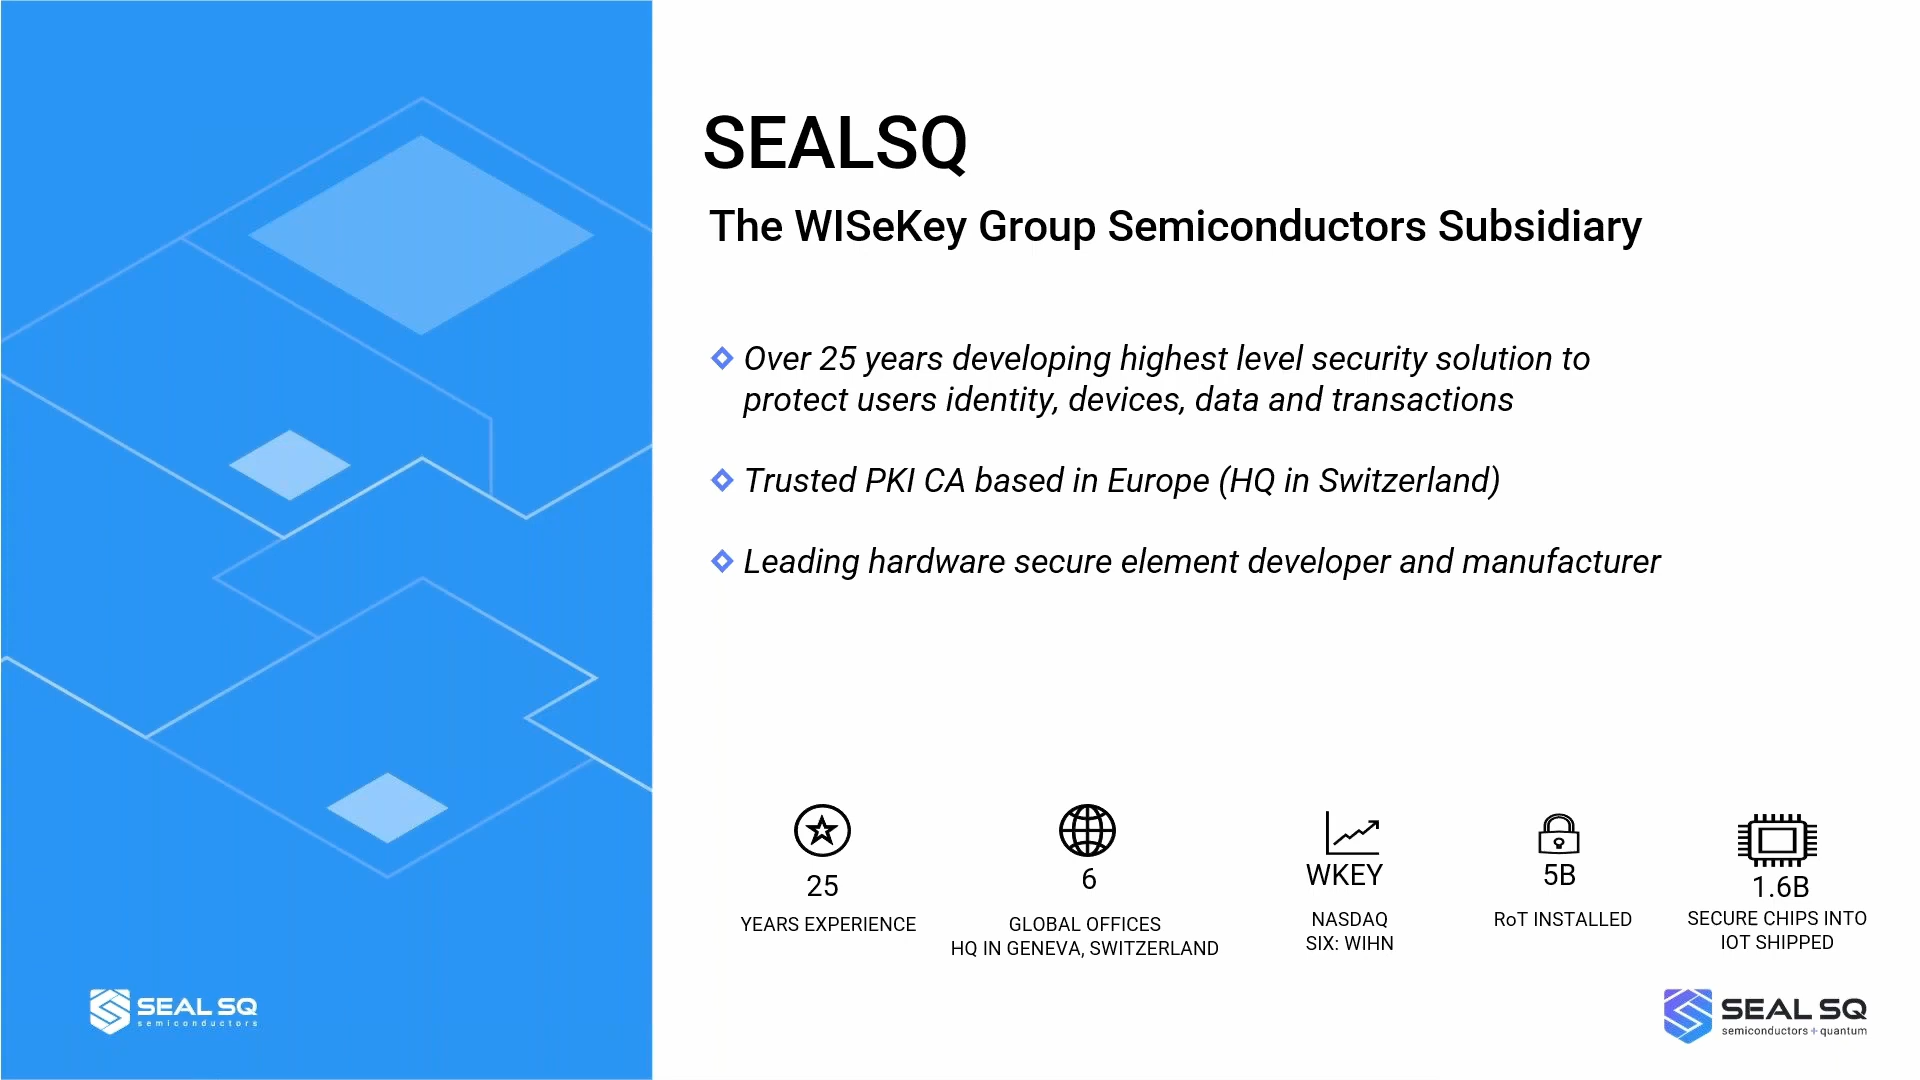 SEALSQ
The WISeKey Group Semiconductors Subsidiary
Over 25 years developing highest level security solution to
protect users identity, devices, data and transactions
Trusted PKI CA based in Europe (HQ in Switzerland)
Leading hardware secure element developer and manufacturer
25
YEARS EXPERIENCE
6
GLOBAL OFFICES
HQ IN GENEVA, SWITZERLAND
WKEY
NASDAQ
SIX: WIHN
5B
RoT INSTALLED
1.6B
SECURE CHIPS INTO
IOT SHIPPED
SEAL SQ
semiconductors
SEAL SQ
semiconductors + quantum